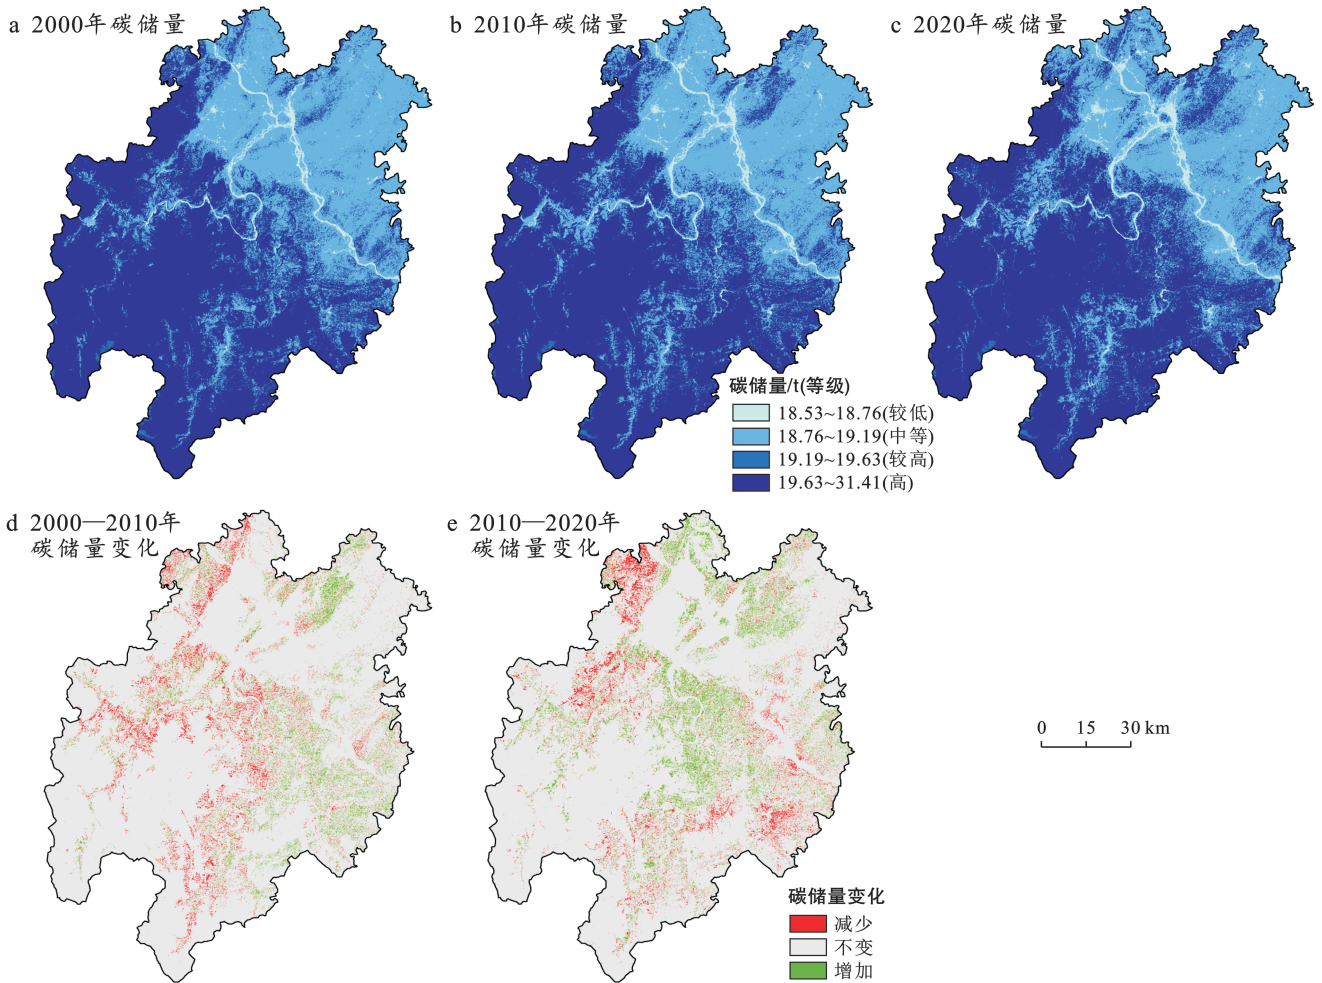 a 2000年碳储量
b 2010年碳储量
c 2020年碳储量
碳储量/t(等级)
18.53~18.76(较低)
18.76~19.19(中等)
19.19~19.63(较高)
19.63~31.41(高)
d 2000—2010年
碳储量变化
e 2010—2020年
碳储量变化
0 15 30 km
碳储量变化
减少
不变
增加